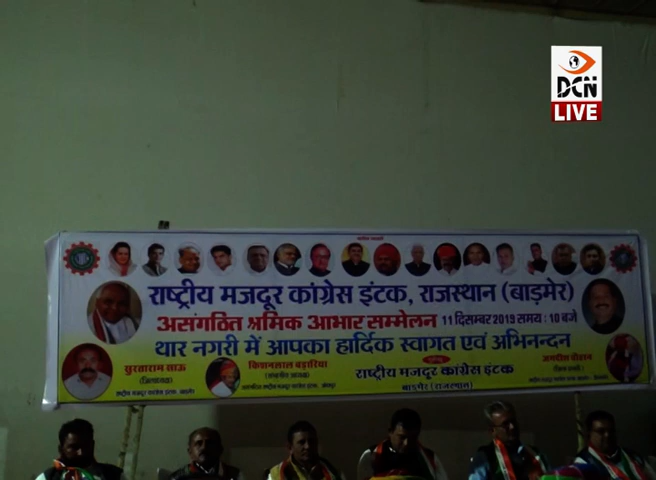 DCN
LIVE
राष्ट्रीय मजदूर कांग्रेस इंटक, राजस्थान (बाड़मेर)
असंगठित श्रमिक आभार सम्मेलन 11 दिसम्बर 2019 समय : 10 बजे
थार नगरी में आपका हार्दिक स्वागत एवं अभिनन्दन
(जिलाध्यक्ष)
राष्ट्रीय मजदूर कांग्रेस इंटक
बाड़मेर (राजस्थान)